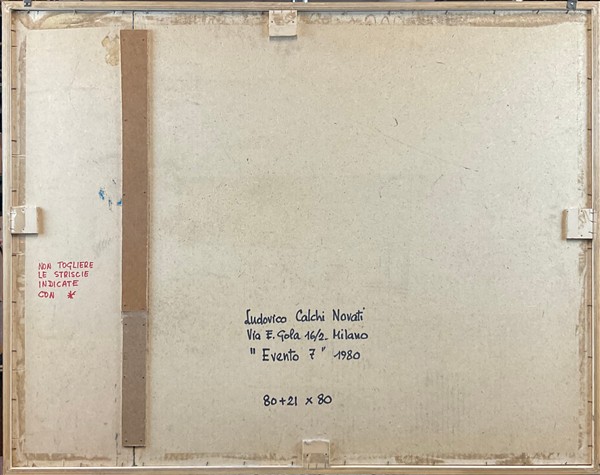 NON TOGLIERE
LE STRISCIE
INDICATE
CON *
Ludovico Calchi Novati
Via E. Gola 16/2 - Milano
" Evento 7 " 1980
80+21 x 80